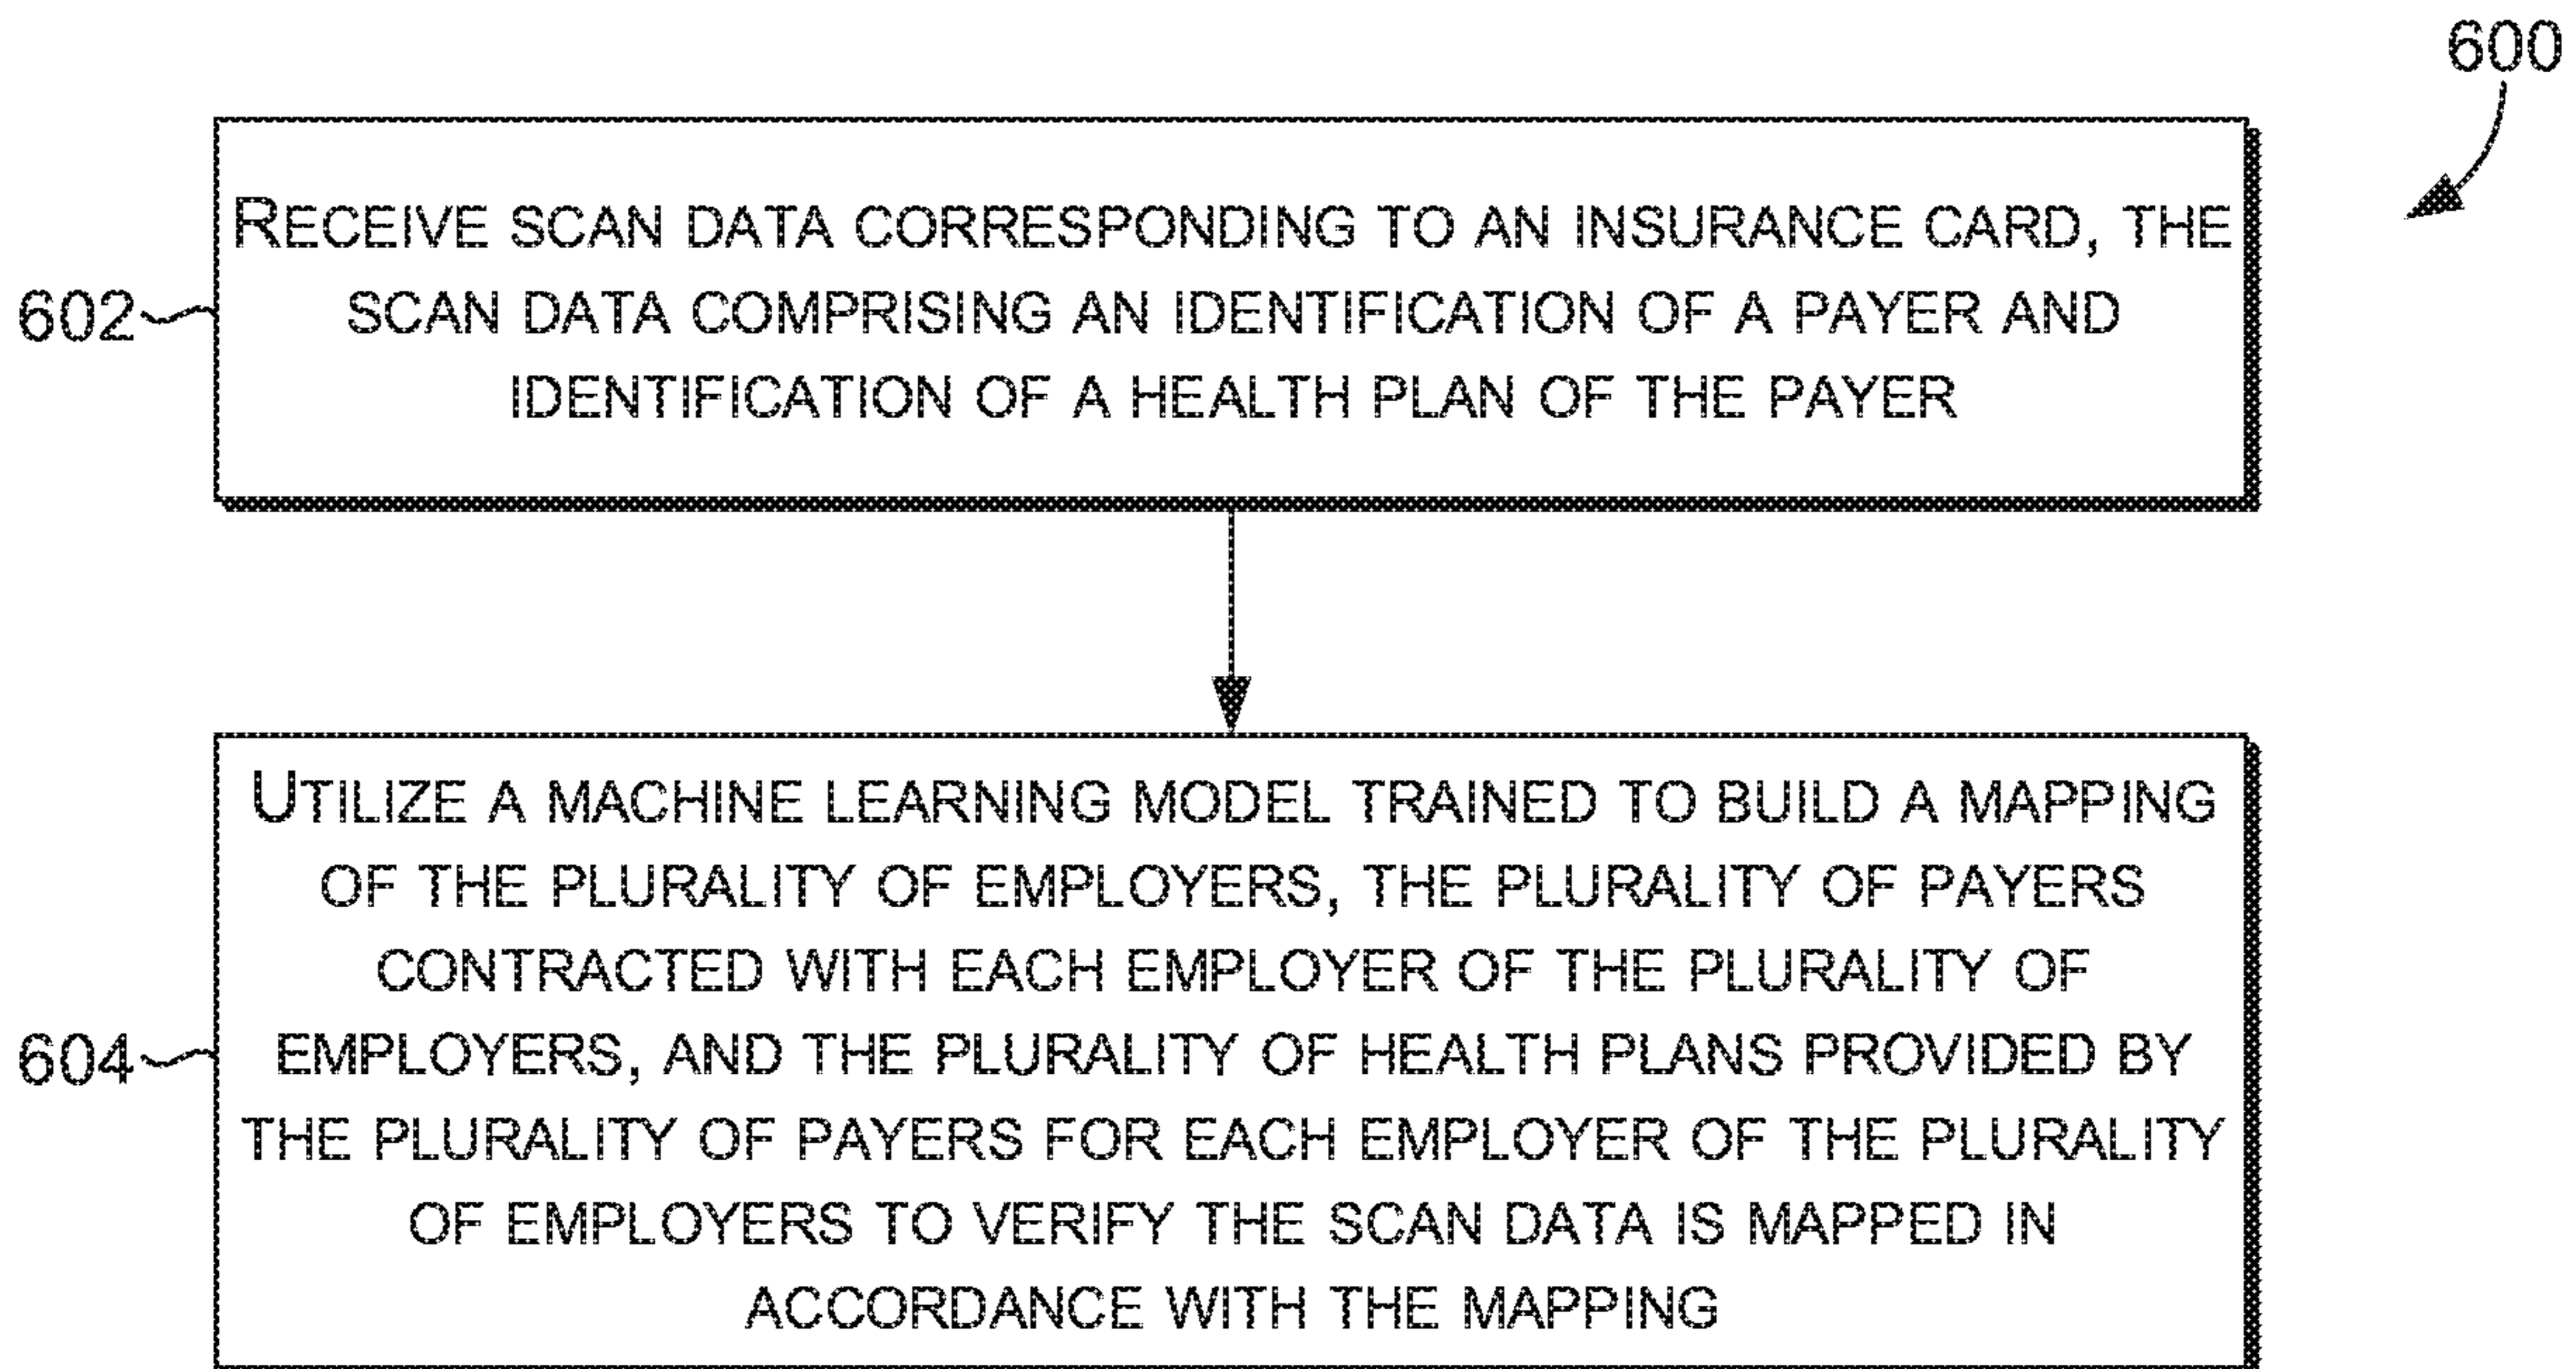 600
RECEIVE SCAN DATA CORRESPONDING TO AN INSURANCE CARD, THE
SCAN DATA COMPRISING AN IDENTIFICATION OF A PAYER AND
IDENTIFICATION OF A HEALTH PLAN OF THE PAYER
602
UTILIZE A MACHINE LEARNING MODEL TRAINED TO BUILD A MAPPING
OF THE PLURALITY OF EMPLOYERS, THE PLURALITY OF PAYERS
CONTRACTED WITH EACH EMPLOYER OF THE PLURALITY OF
EMPLOYERS, AND THE PLURALITY OF HEALTH PLANS PROVIDED BY
THE PLURALITY OF PAYERS FOR EACH EMPLOYER OF THE PLURALITY
OF EMPLOYERS TO VERIFY THE SCAN DATA IS MAPPED IN
ACCORDANCE WITH THE MAPPING
604